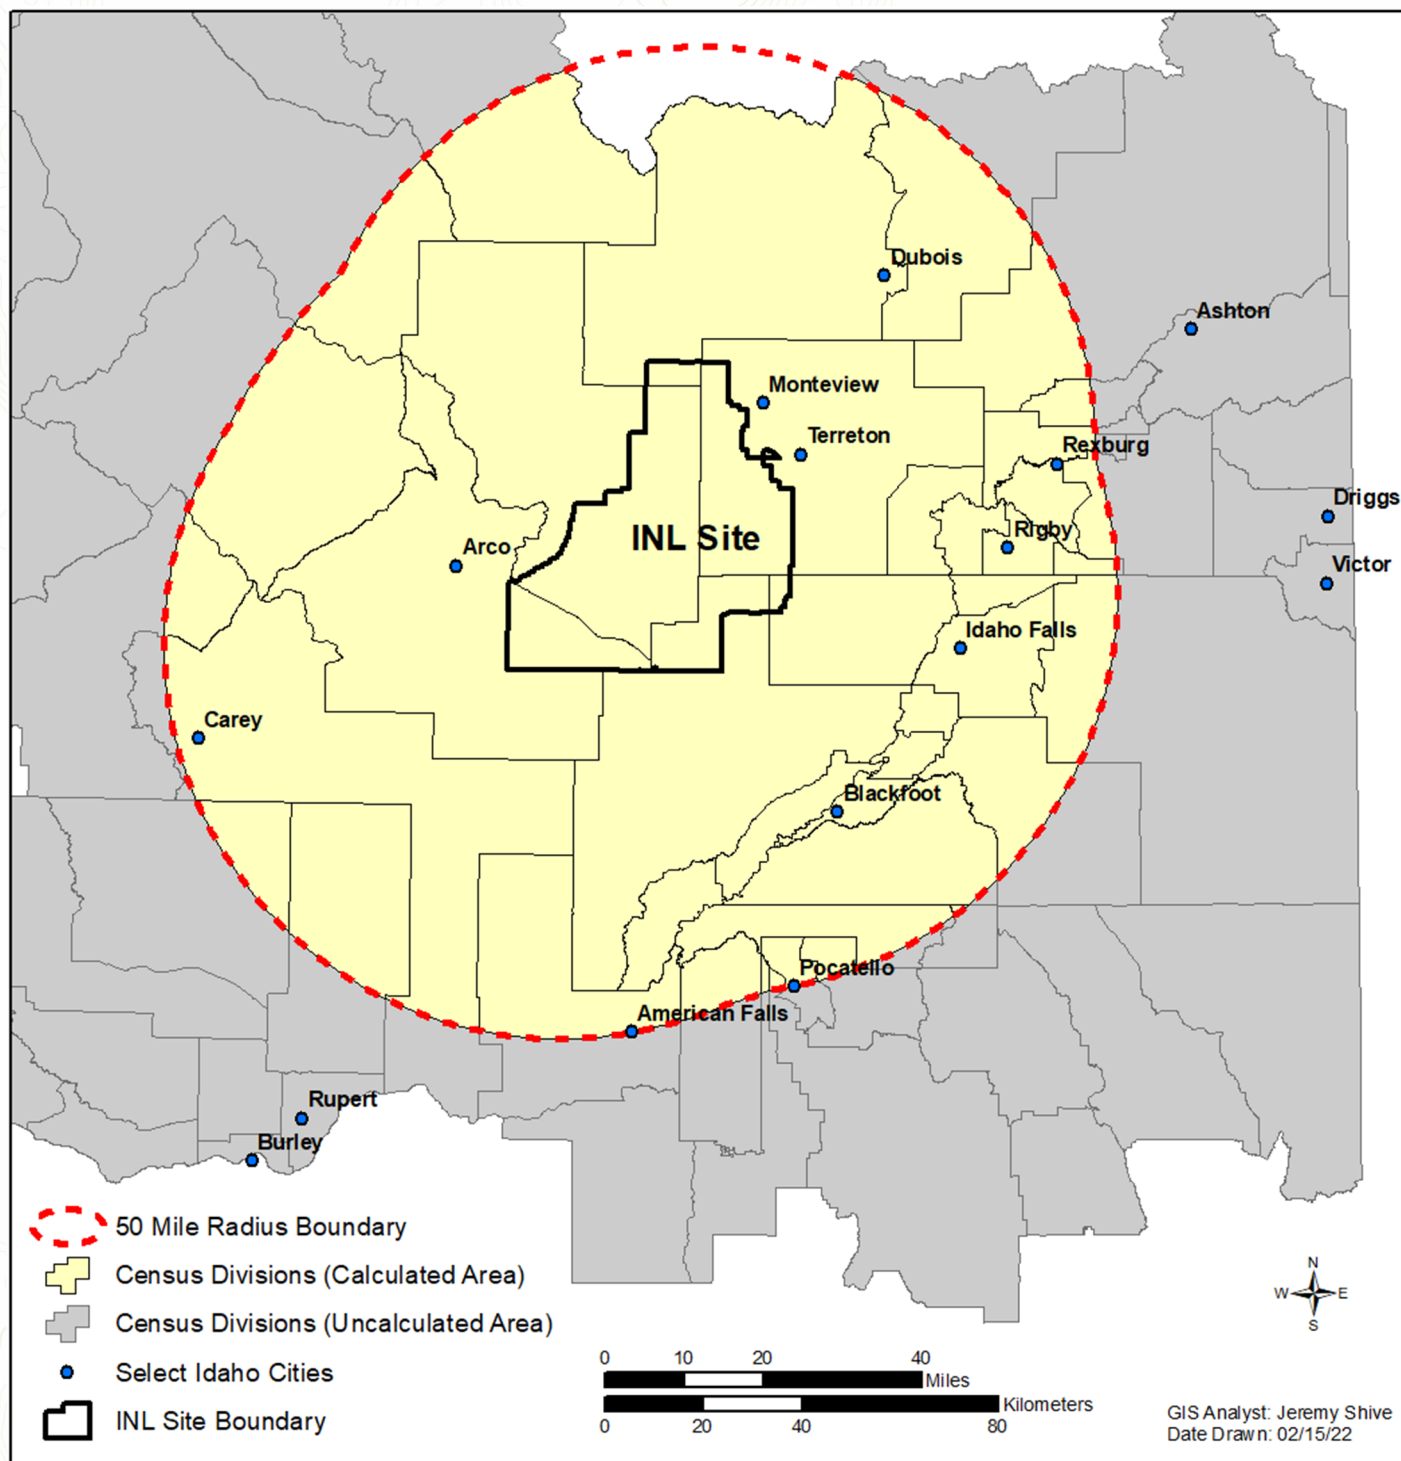 Dubois
Ashton
Monteview
Terreton
Rexburg
Driggs
INL Site
Rigby
Arco
Victor
Idaho Falls
Carey
Blackfoot
Pocatello
American Falls
Rupert
Burley
50 Mile Radius Boundary
Census Divisions (Calculated Area)
Census Divisions (Uncalculated Area)
Select Idaho Cities
INL Site Boundary
N
W E
S
0 10 20 40
Miles
Kilometers
0 20 40 80
GIS Analyst: Jeremy Shive
Date Drawn: 02/15/22